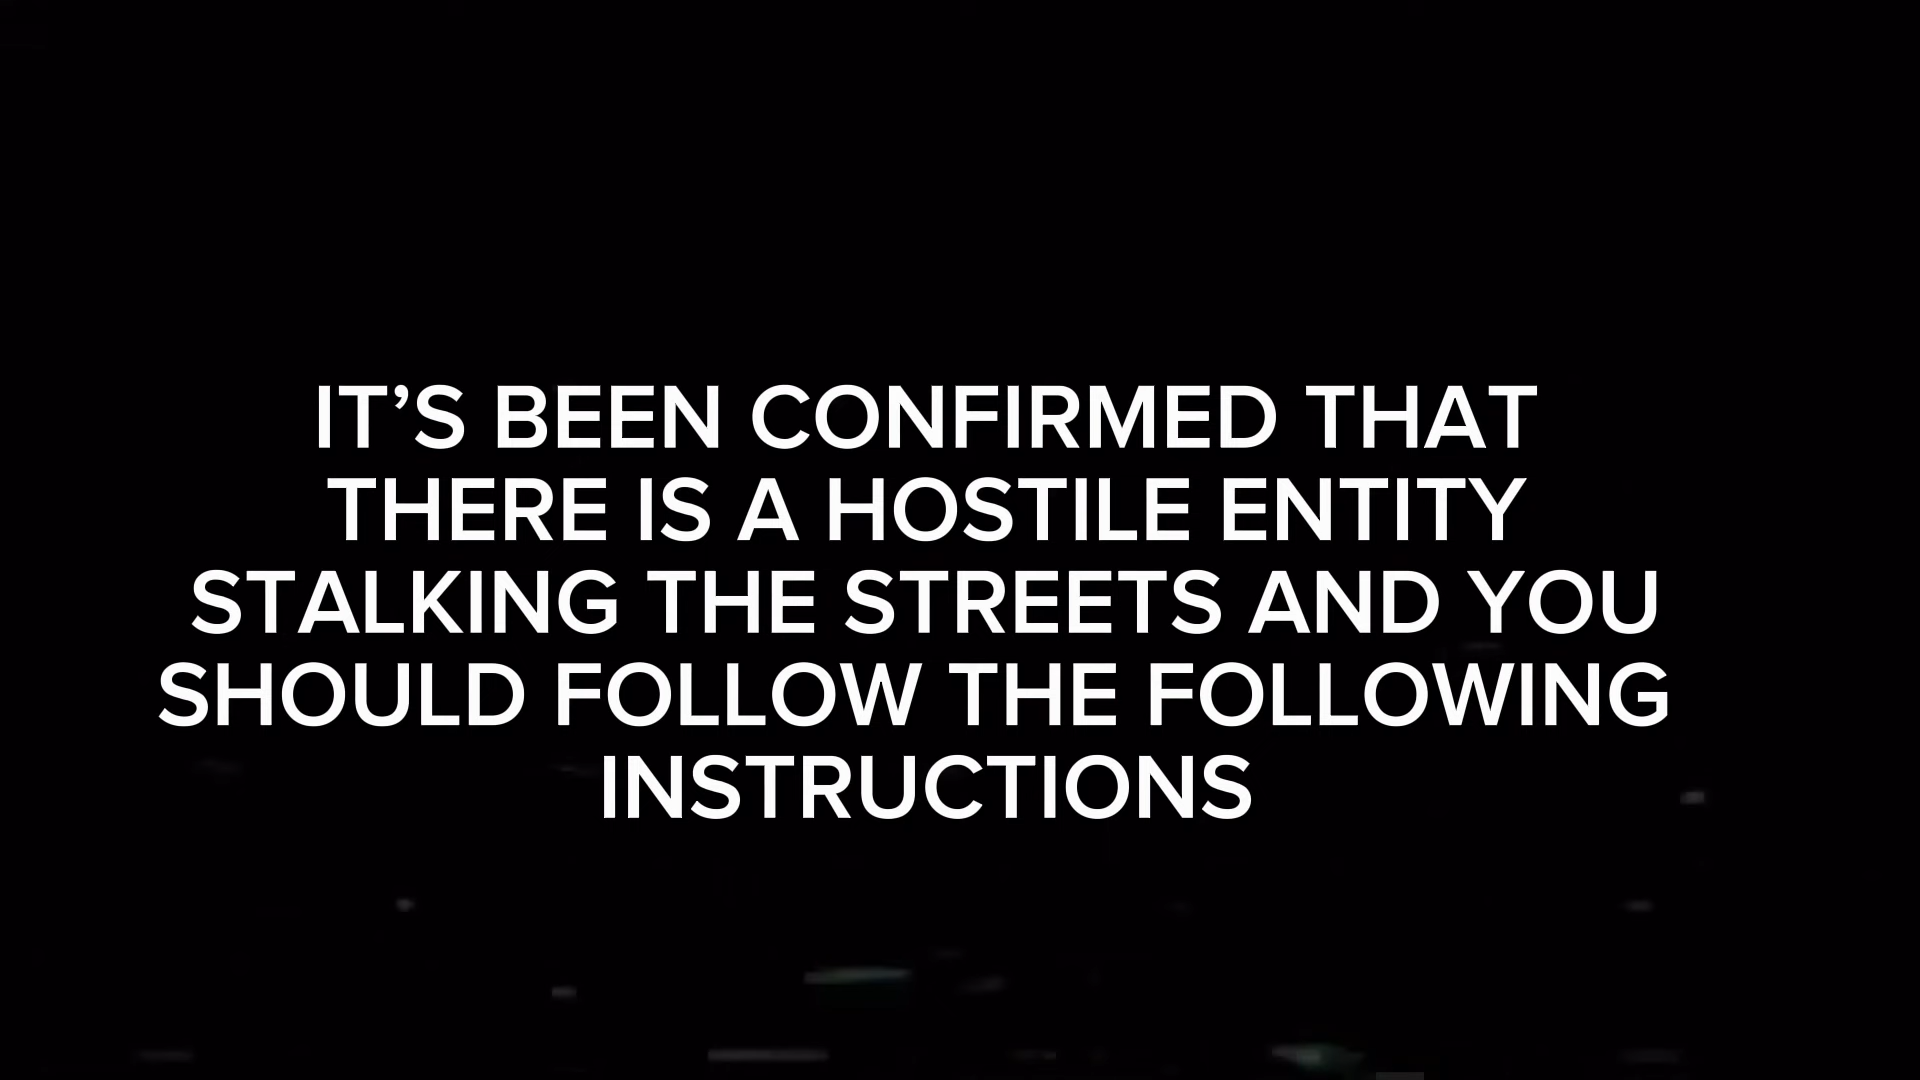 IT’S BEEN CONFIRMED THAT
THERE IS A HOSTILE ENTITY
STALKING THE STREETS AND YOU
SHOULD FOLLOW THE FOLLOWING
INSTRUCTIONS